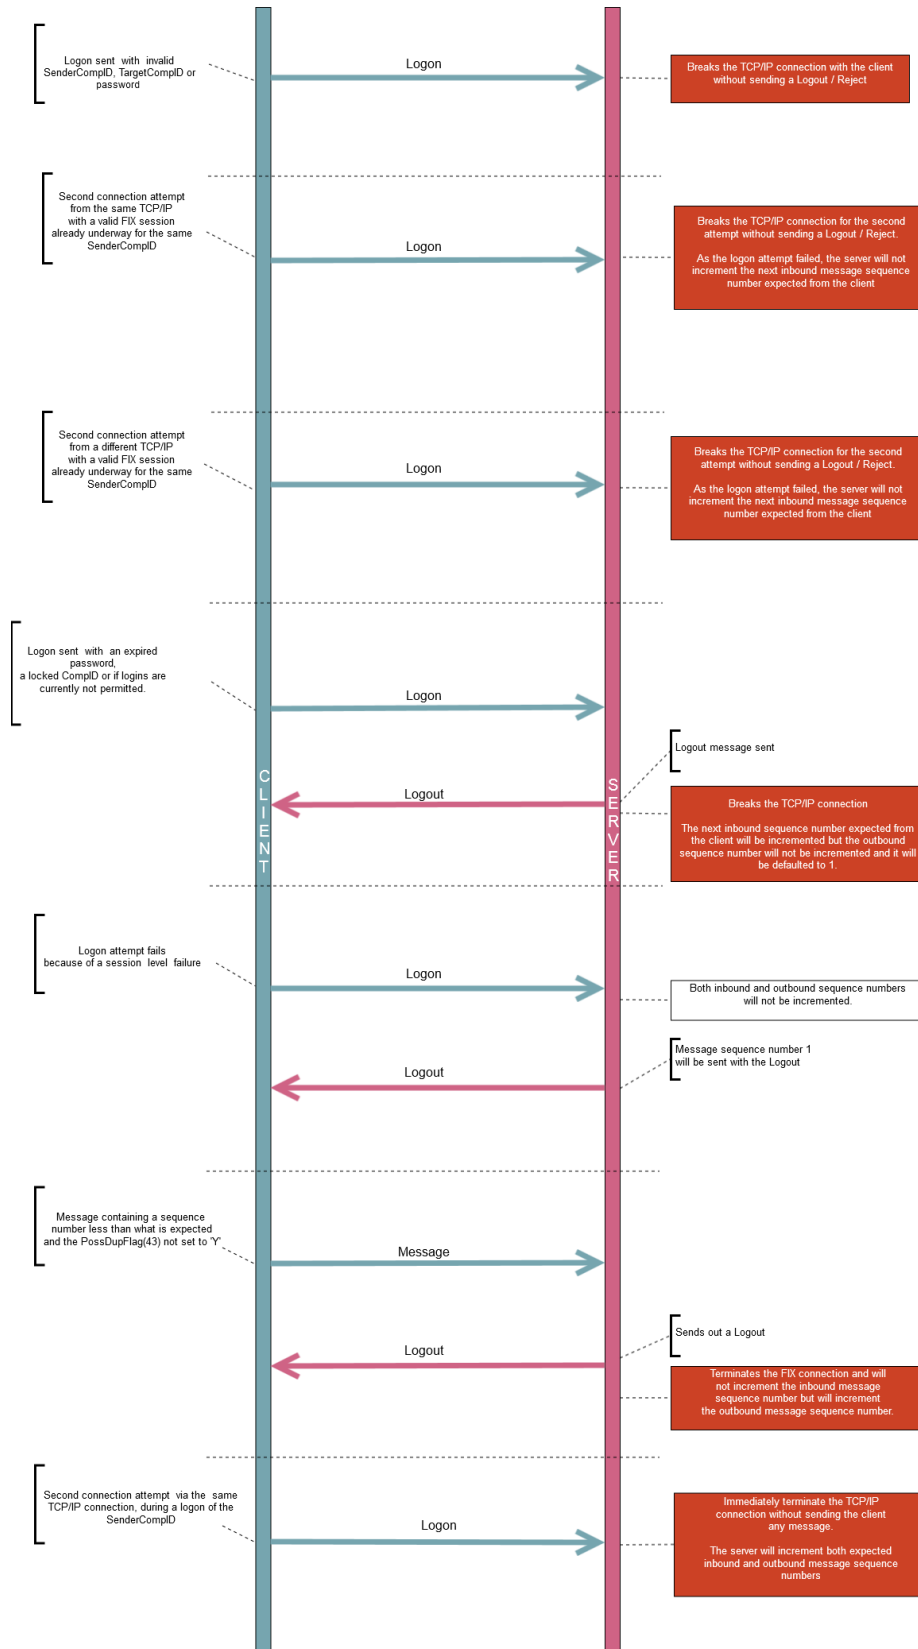 Logon sent with invalid
SenderCompID, TargetCompID or
password
Logon
Breaks the TCP/IP connection with the client
without sending a Logout / Reject
Second connection attempt
from the same TCP/IP
with a valid FIX session
already underway for the same
SenderCompID
Logon
Breaks the TCP/IP connection for the second
attempt without sending a Logout / Reject.
As the logon attempt failed, the server will not
increment the next inbound message sequence
number expected from the client
Second connection attempt
from a different TCP/IP
with a valid FIX session
already underway for the same
SenderCompID
Logon
Breaks the TCP/IP connection for the second
attempt without sending a Logout / Reject.
As the logon attempt failed, the server will not
increment the next inbound message sequence
number expected from the client
Logon sent with an expired
password,
a locked CompID or if logins are
currently not permitted.
Logon
Logout message sent
CLIENT
SERVER
Logout
Breaks the TCP/IP connection
The next inbound sequence number expected from
the client will be incremented but the outbound
sequence number will not be incremented and it will
be defaulted to 1.
Logon attempt fails
because of a session level failure
Logon
Both inbound and outbound sequence numbers
will not be incremented.
Message sequence number 1
will be sent with the Logout
Logout
Message containing a sequence
number less than what is expected
and the PossDupFlag(43) not set to 'Y'
Message
Sends out a Logout
Logout
Terminates the FIX connection and will
not increment the inbound message
sequence number but will increment
the outbound message sequence number.
Second connection attempt via the same
TCP/IP connection, during a logon of the
SenderCompID
Logon
Immediately terminate the TCP/IP
connection without sending the client
any message.
The server will increment both expected
inbound and outbound message sequence
numbers